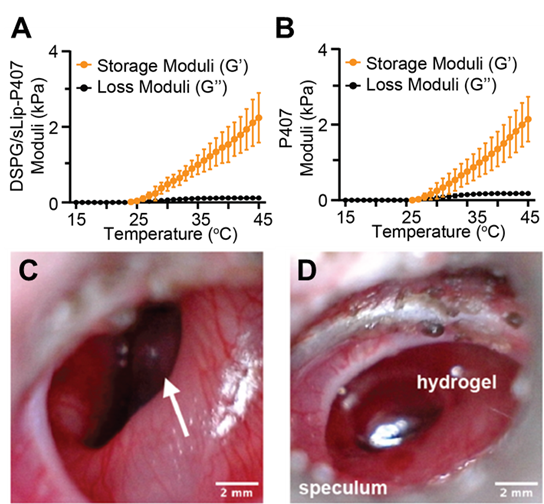 A
DSPG/sLip-P407
Moduli (kPa)
4
2
0
Storage Moduli (G')
Loss Moduli (G'')
15
25
35
45
Temperature (°C)
B
P407
Moduli (kPa)
4
2
0
Storage Moduli (G')
Loss Moduli (G'')
15
25
35
45
Temperature (°C)
C
2 mm
D
hydrogel
speculum
2 mm